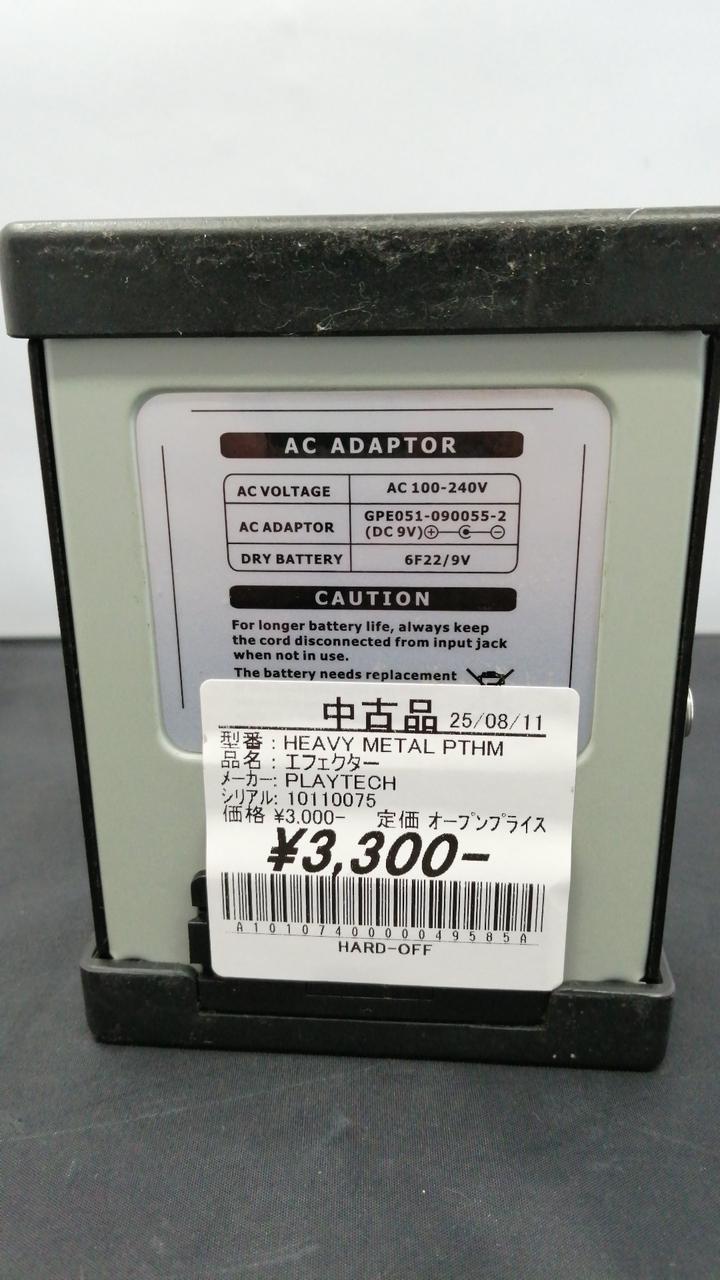 AC ADAPTOR
AC VOLTAGE AC 100-240V
AC ADAPTOR GPE051-090055-2
(DC 9V)
DRY BATTERY 6F22/9V
CAUTION
For longer battery life, always keep
the cord disconnected from input jack
when not in use.
The battery needs replacement
中古品 25/08/11
型番 : HEAVY METAL PTHM
品名 : エフェクター
メーカー: PLAYTECH
シリアル: 10110075
価格 ¥3,000- 定価 オープンプライス
¥3,300-
A1010740000049585A
HARD-OFF